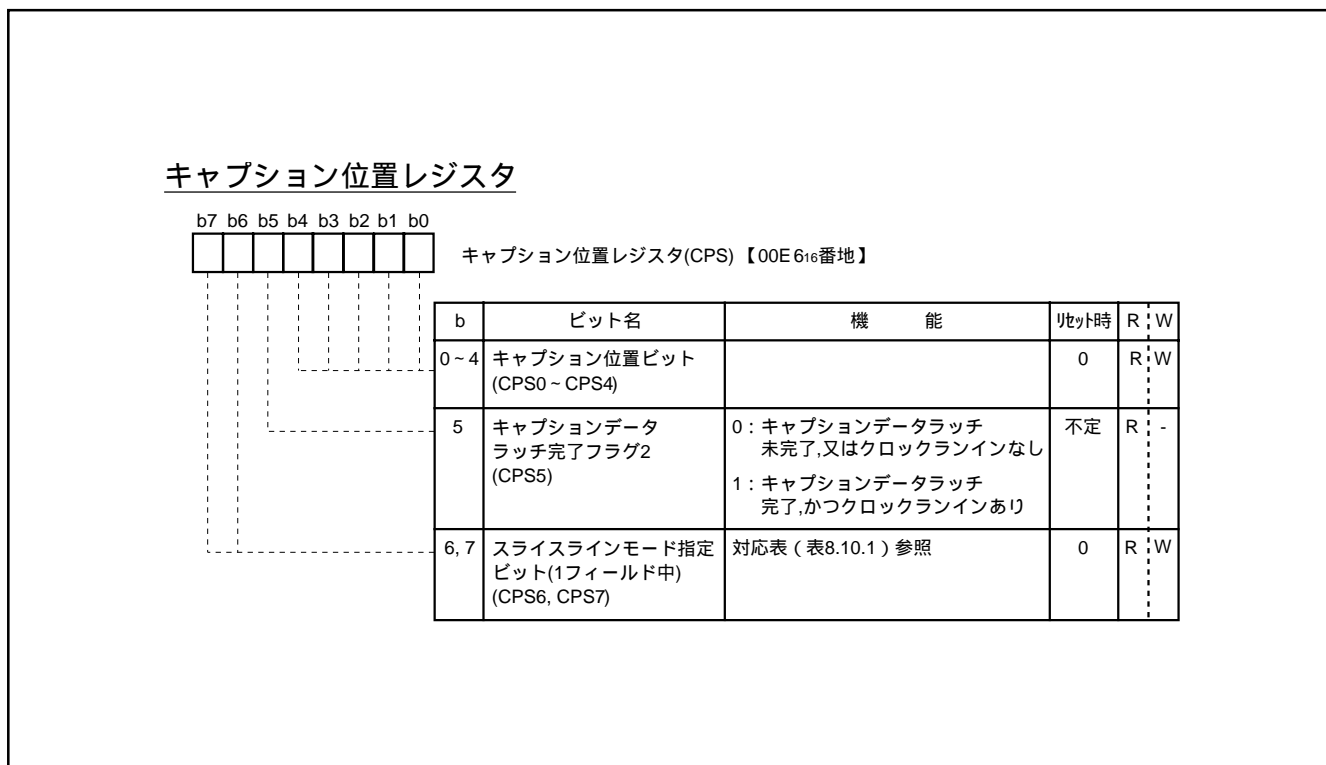 キャプション位置レジスタ
b7 b6 b5 b4 b3 b2 b1 b0
キャプション位置レジスタ(CPS)【00E616番地】
b ビット名 機 能 リセット時 R W
0~4 キャプション位置ビット 0 R W
(CPS0~CPS4)
5 キャプションデータ 0:キャプションデータラッチ 不定 R -
ラッチ完了フラグ2 未完了,又はクロックランインなし
(CPS5)
1:キャプションデータラッチ
完了,かつクロックランインあり
6, 7 スライスラインモード指定 対応表(表8.10.1)参照 0 R W
ビット(1フィールド中)
(CPS6, CPS7)